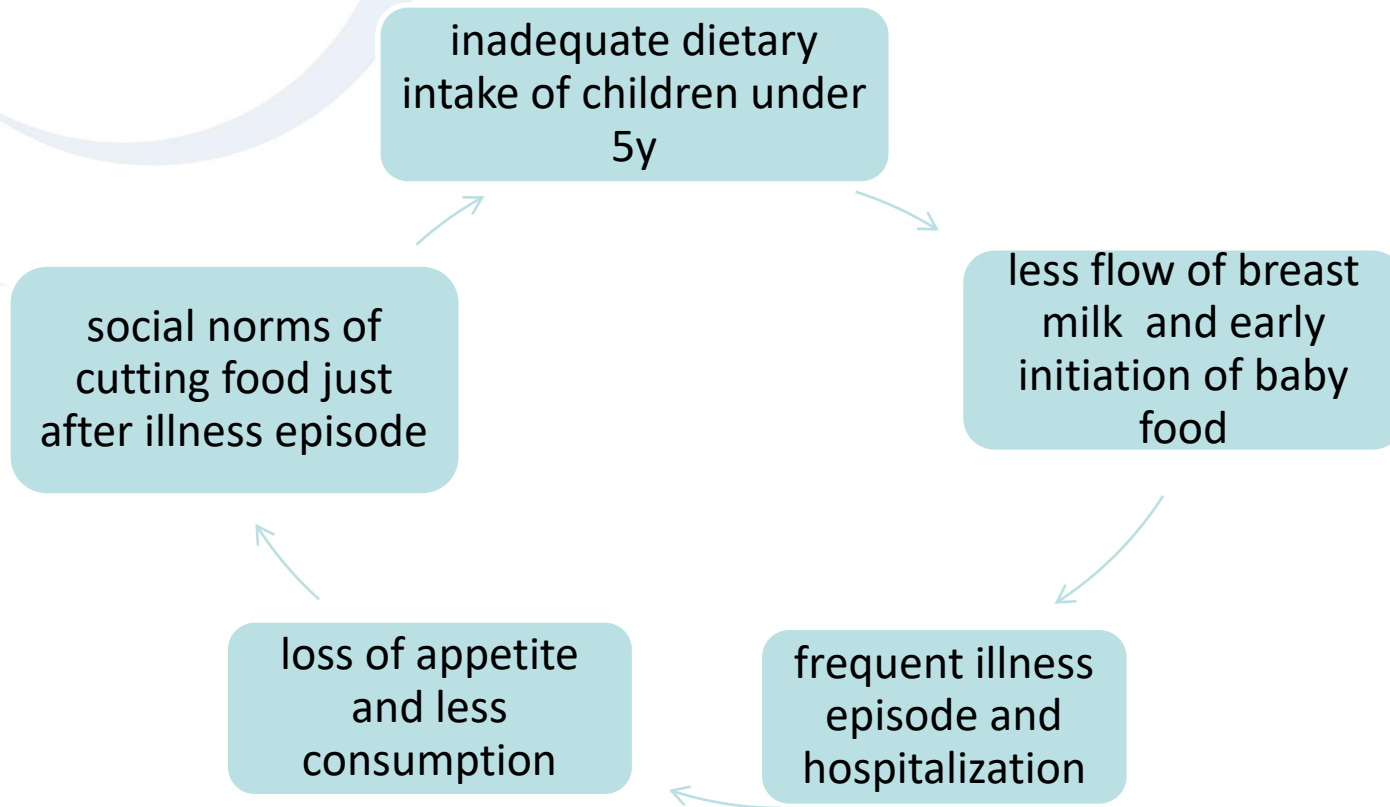 inadequate dietary
intake of children under
5y
less flow of breast
milk and early
initiation of baby
food
frequent illness
episode and
hospitalization
loss of appetite
and less
consumption
social norms of
cutting food just
after illness episode